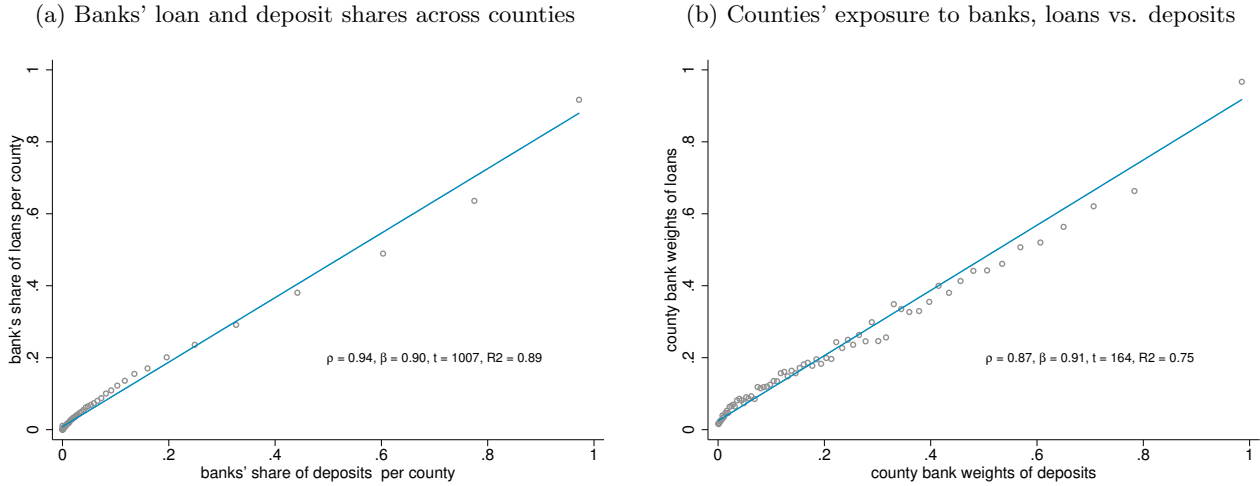 (a) Banks' loan and deposit shares across counties
bank's share of loans per county
1
.8
.6
.4
.2
0
ρ = 0.94, β = 0.90, t = 1007, R2 = 0.89
0 .2 .4 .6 .8 1
banks' share of deposits per county
(b) Counties' exposure to banks, loans vs. deposits
county bank weights of loans
1
.8
.6
.4
.2
0
ρ = 0.87, β = 0.91, t = 164, R2 = 0.75
0 .2 .4 .6 .8 1
county bank weights of deposits